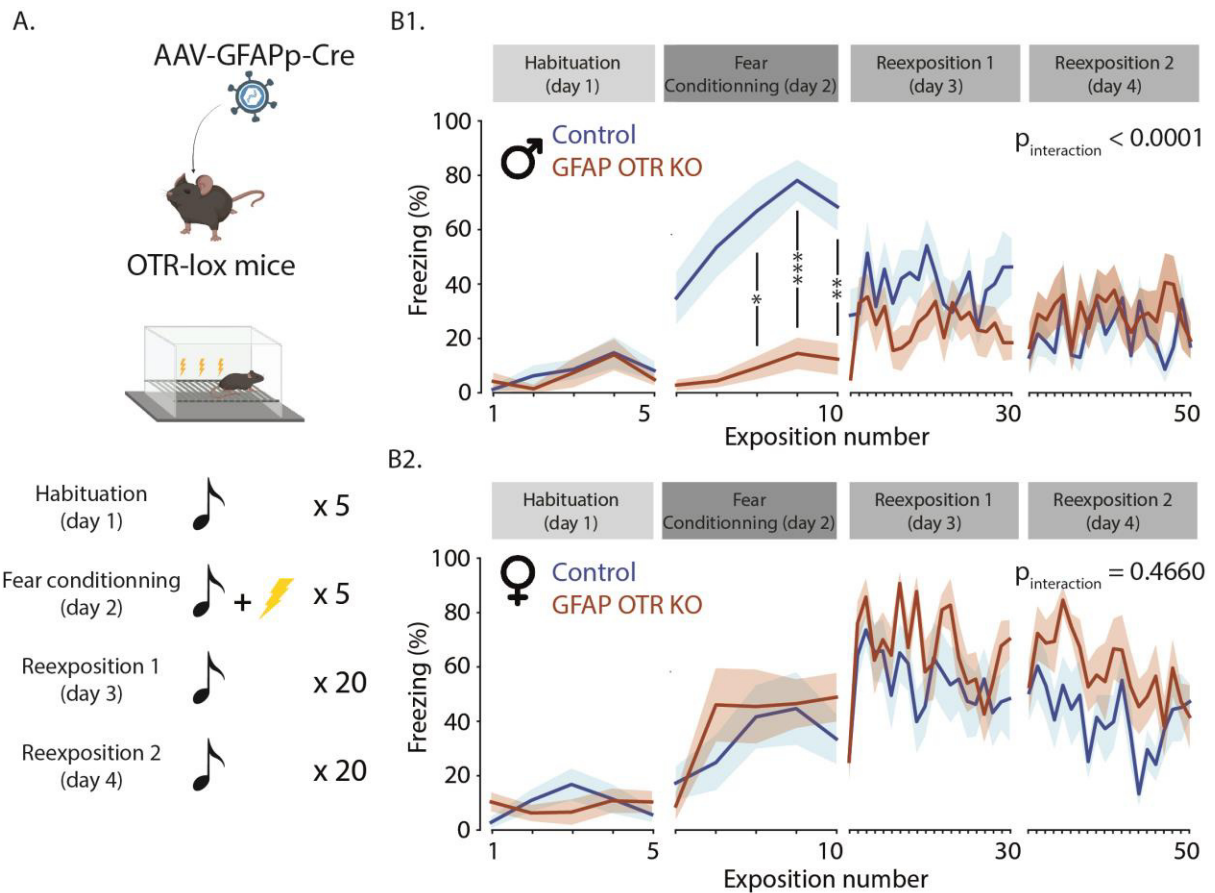 A.
AAV-GFAPp-Cre
OTR-lox mice
Habituation
(day 1)
x 5
Fear conditionning
(day 2)
+
x 5
Reexposition 1
(day 3)
x 20
Reexposition 2
(day 4)
x 20
B1.
Habituation
(day 1)
Fear
Conditionning (day 2)
Reexposition 1
(day 3)
Reexposition 2
(day 4)
Control
GFAP OTR KO
p interaction < 0.0001
Freezing (%)
100
80
60
40
20
0
*
***
**
1
5
10
30
50
Exposition number
B2.
Habituation
(day 1)
Fear
Conditionning (day 2)
Reexposition 1
(day 3)
Reexposition 2
(day 4)
Control
GFAP OTR KO
p interaction = 0.4660
Freezing (%)
100
80
60
40
20
0
1
5
10
30
50
Exposition number